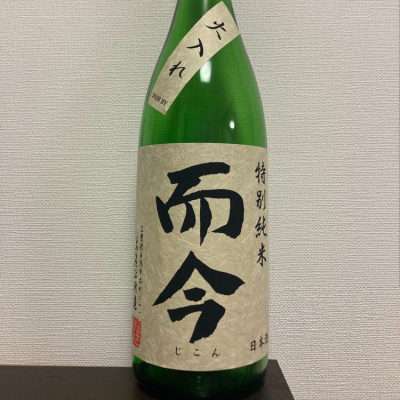 火入れ
特別純米
而今
じこん
日本酒